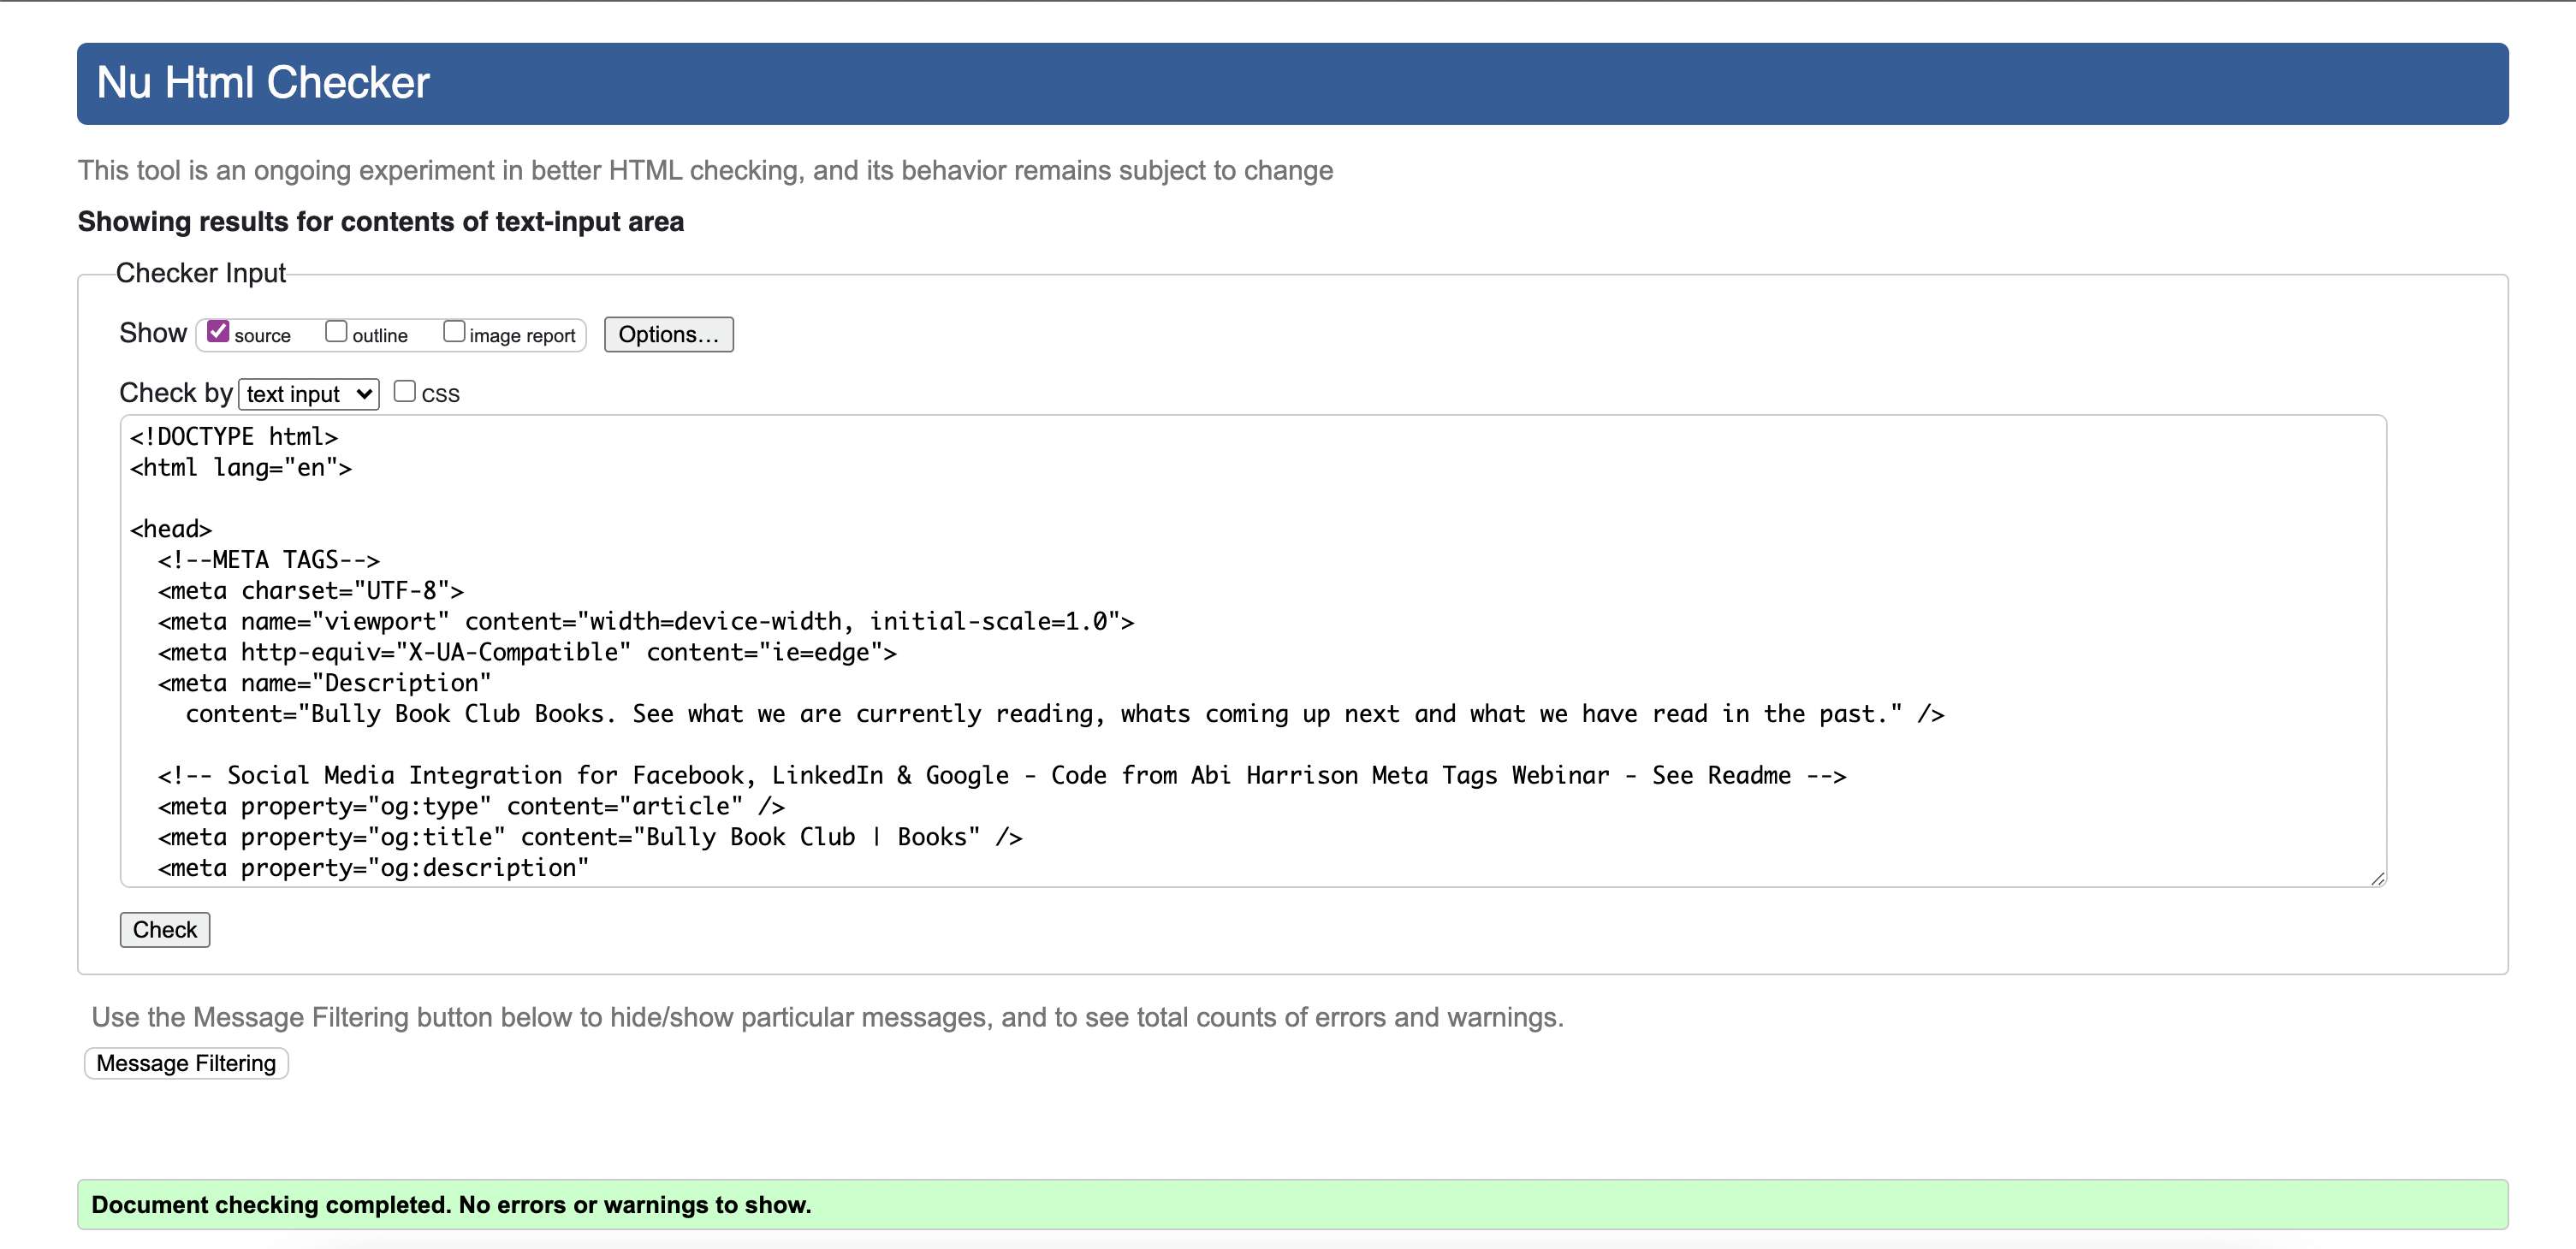 Nu Html Checker
This tool is an ongoing experiment in better HTML checking, and its behavior remains subject to change
Showing results for contents of text-input area
Checker Input
Show source outline image report Options...
Check by text input CSS
<!DOCTYPE html>
<html lang="en">
<head>
<!--META TAGS-->
<meta charset="UTF-8">
<meta name="viewport" content="width=device-width, initial-scale=1.0">
<meta http-equiv="X-UA-Compatible" content="ie=edge">
<meta name="Description"
content="Bully Book Club Books. See what we are currently reading, whats coming up next and what we have read in the past." />
<!-- Social Media Integration for Facebook, LinkedIn & Google - Code from Abi Harrison Meta Tags Webinar - See Readme -->
<meta property="og:type" content="article" />
<meta property="og:title" content="Bully Book Club | Books" />
<meta property="og:description"
Check
Use the Message Filtering button below to hide/show particular messages, and to see total counts of errors and warnings.
Message Filtering
Document checking completed. No errors or warnings to show.